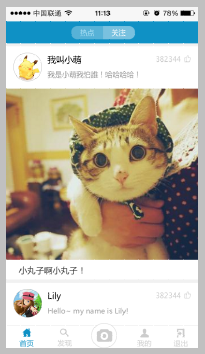 中国联通 11:13 78%
热点 关注
我叫小萌 382344
我是小萌我怕谁！哈哈哈哈！
小丸子啊小丸子！
Lily 382344
Hello~ my name is Lily!
首页 发现 我的 退出